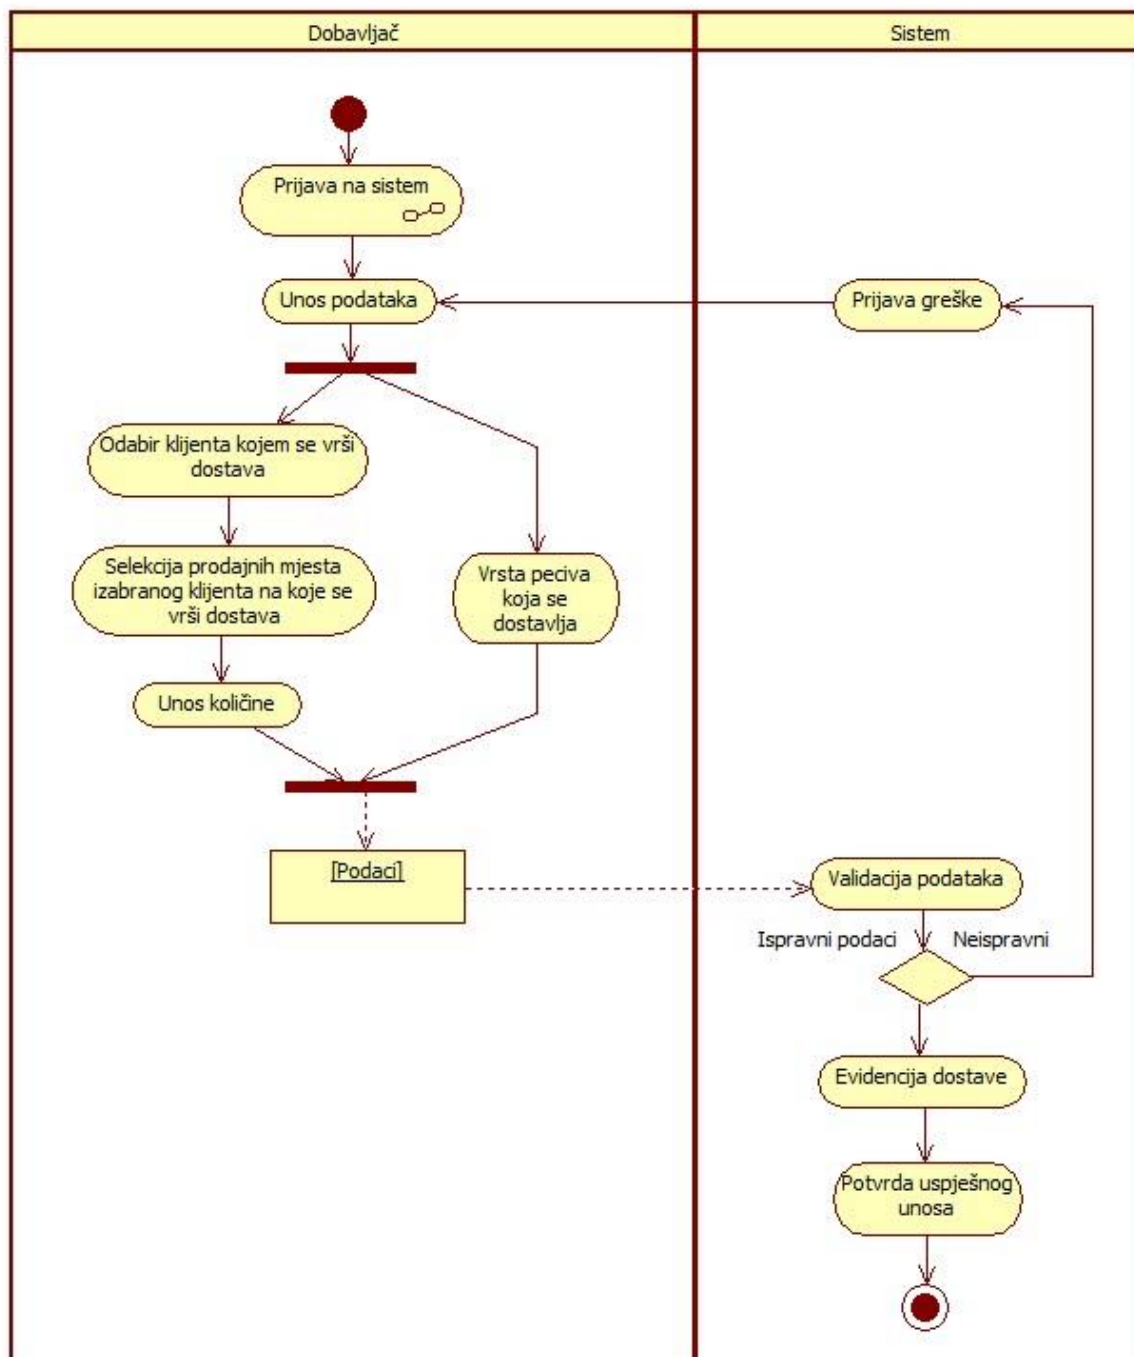 Dobavljač
Sistem
Prijava na sistem
Unos podataka
Prijava greške
Odabir klijenta kojem se vrši
dostava
Selekcija prodajnih mjesta
izabranog klijenta na koje se
vrši dostava
Vrsta peciva
koja se
dostavlja
Unos količine
[Podaci]
Validacija podataka
Ispravni podaci
Neispravni
Evidencija dostave
Potvrda uspješnog
unosa